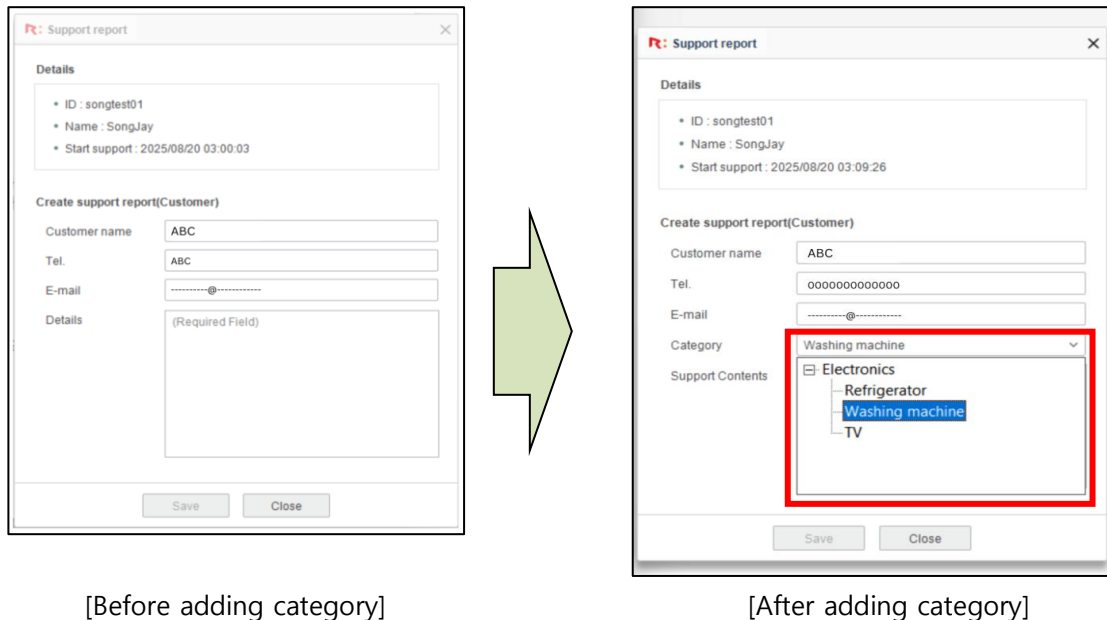 Support report
Details
ID : songtest01
Name : SongJay
Start support : 2025/08/20 03:00:03
Create support report(Customer)
Customer name ABC
Tel. ABC
E-mail ----------@------------
Details (Required Field)
Save Close
[Before adding category]
Support report
Details
ID : songtest01
Name : SongJay
Start support : 2025/08/20 03:09:26
Create support report(Customer)
Customer name ABC
Tel. ooooooooooooo
E-mail ----------@------------
Category Washing machine
Support Contents
Electronics
Refrigerator
Washing machine
TV
Save Close
[After adding category]